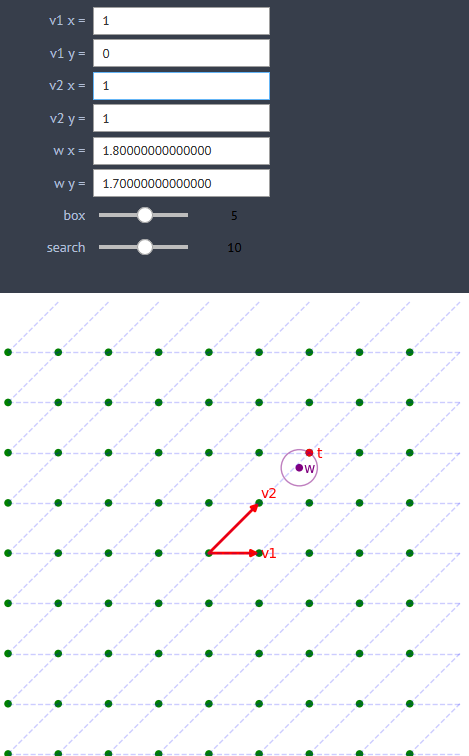 v1 x = 1
v1 y = 0
v2 x = 1
v2 y = 1
w x = 1.80000000000000
w y = 1.70000000000000
box 5
search 10
t
w
v2
v1